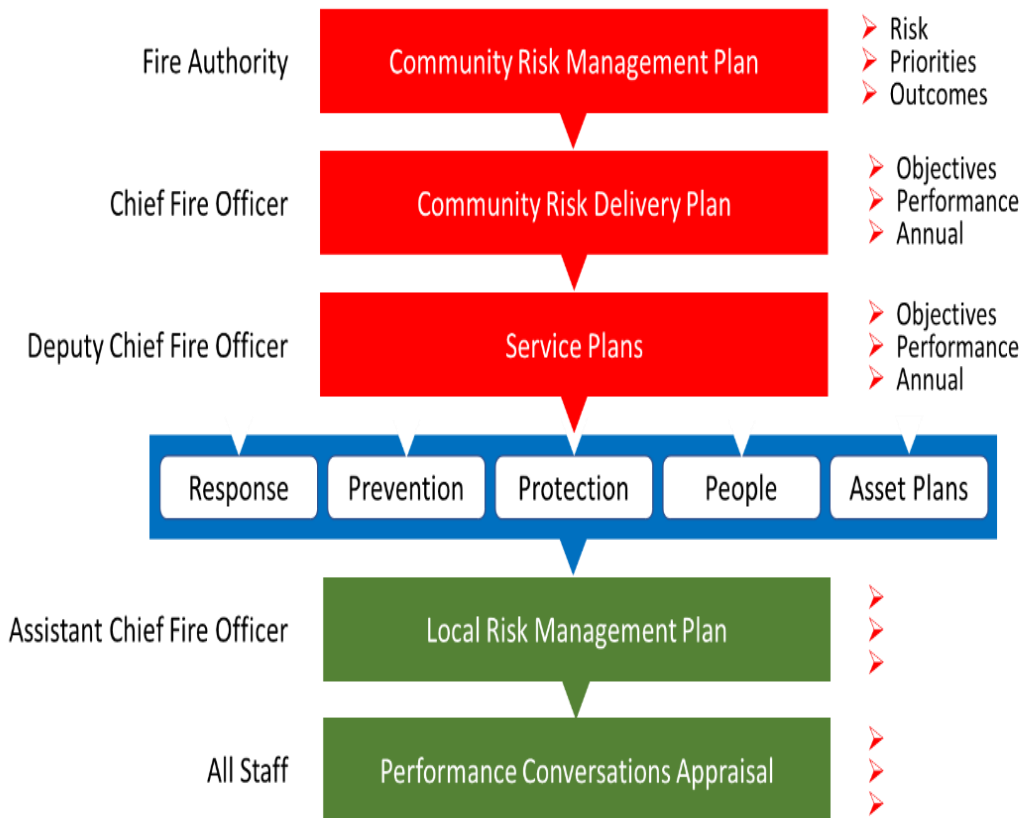 Fire Authority
Community Risk Management Plan
Risk
Priorities
Outcomes
Chief Fire Officer
Community Risk Delivery Plan
Objectives
Performance
Annual
Deputy Chief Fire Officer
Service Plans
Objectives
Performance
Annual
Response
Prevention
Protection
People
Asset Plans
Assistant Chief Fire Officer
Local Risk Management Plan
All Staff
Performance Conversations Appraisal